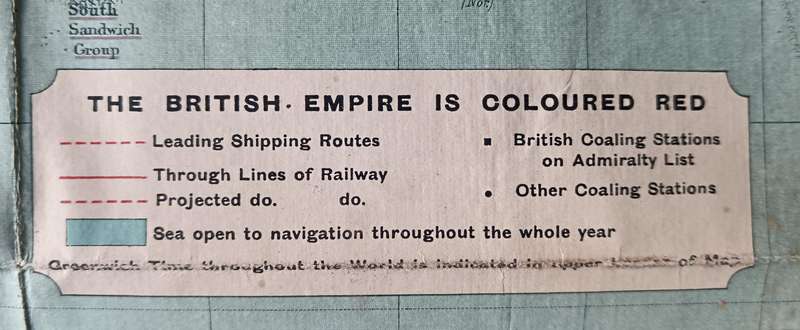 South
Sandwich
Group
THE BRITISH EMPIRE IS COLOURED RED
Leading Shipping Routes
Through Lines of Railway
Projected do. do.
British Coaling Stations
on Admiralty List
Other Coaling Stations
Sea open to navigation throughout the whole year
Greenwich Time throughout the World is indicated in upper of Map